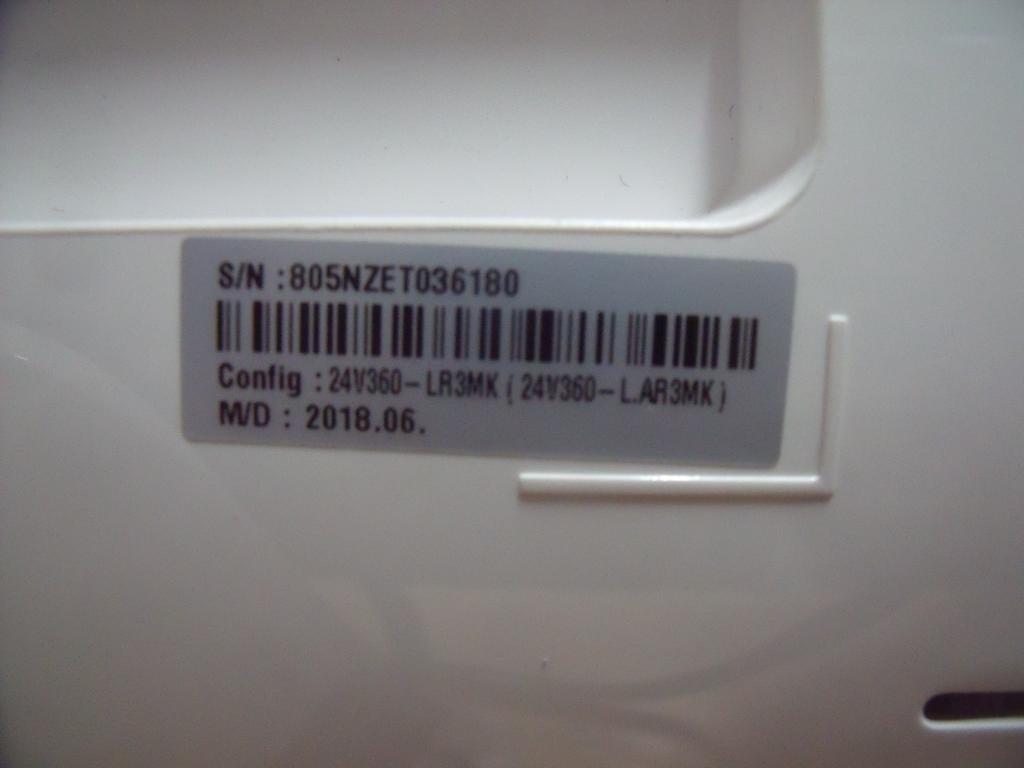 S/N :805NZET036180
Config : 24V360-LR3MK ( 24V360-L.AR3MK )
M/D : 2018.06.